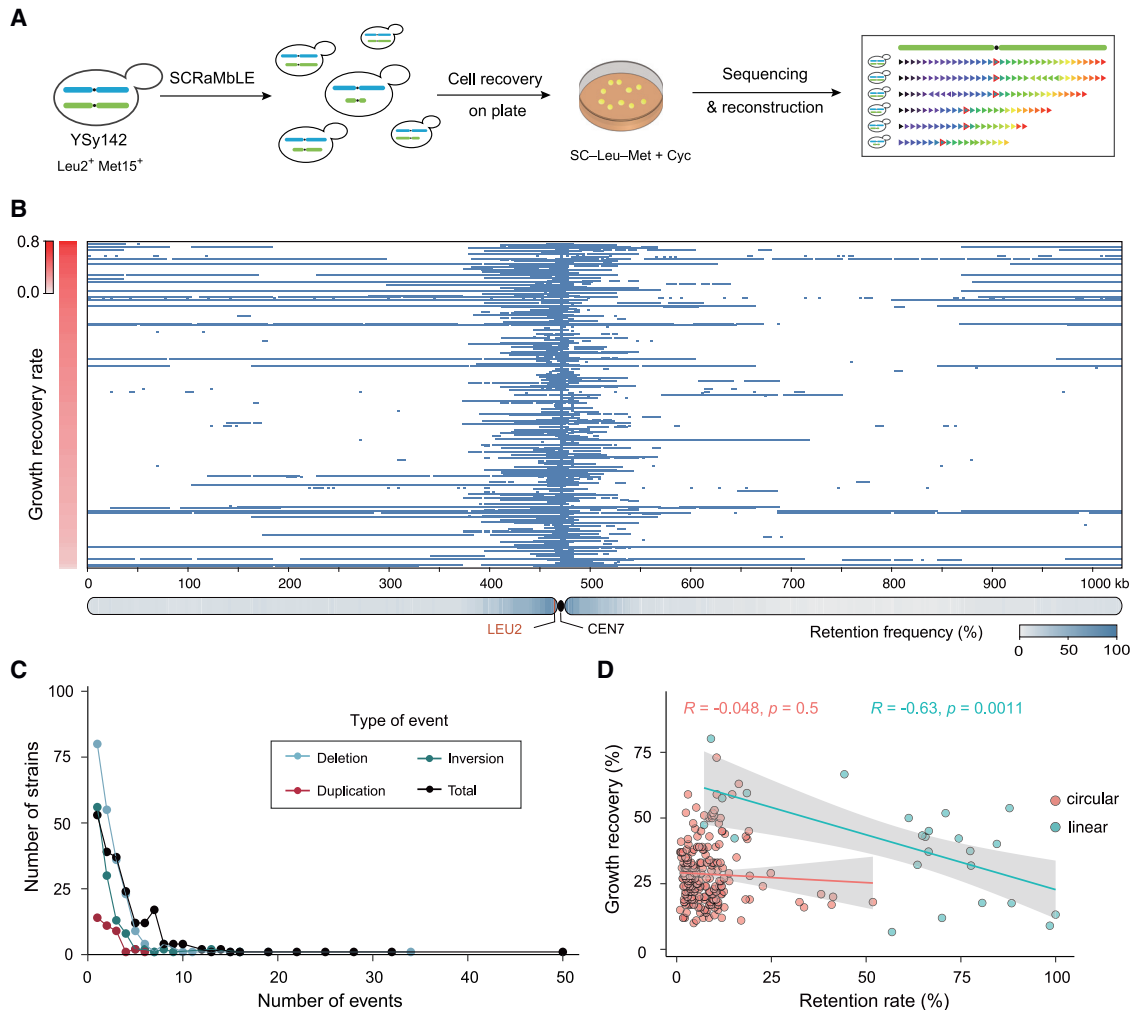 A
SCRaMbLE
Cell recovery
on plate
Sequencing
& reconstruction
YSy142
Leu2⁺ Met15⁺
SC–Leu–Met + Cyc
B
0.8
0.0
Growth recovery rate
0 100 200 300 400 500 600 700 800 900 1000 kb
LEU2 CEN7
Retention frequency (%)
0 50 100
C
100
75
50
25
0
Number of strains
Type of event
Deletion Inversion
Duplication Total
0 10 20 30 40 50
Number of events
D
R = -0.048, p = 0.5 R = -0.63, p = 0.0011
75
50
25
0
Growth recovery (%)
circular
linear
0 25 50 75 100
Retention rate (%)